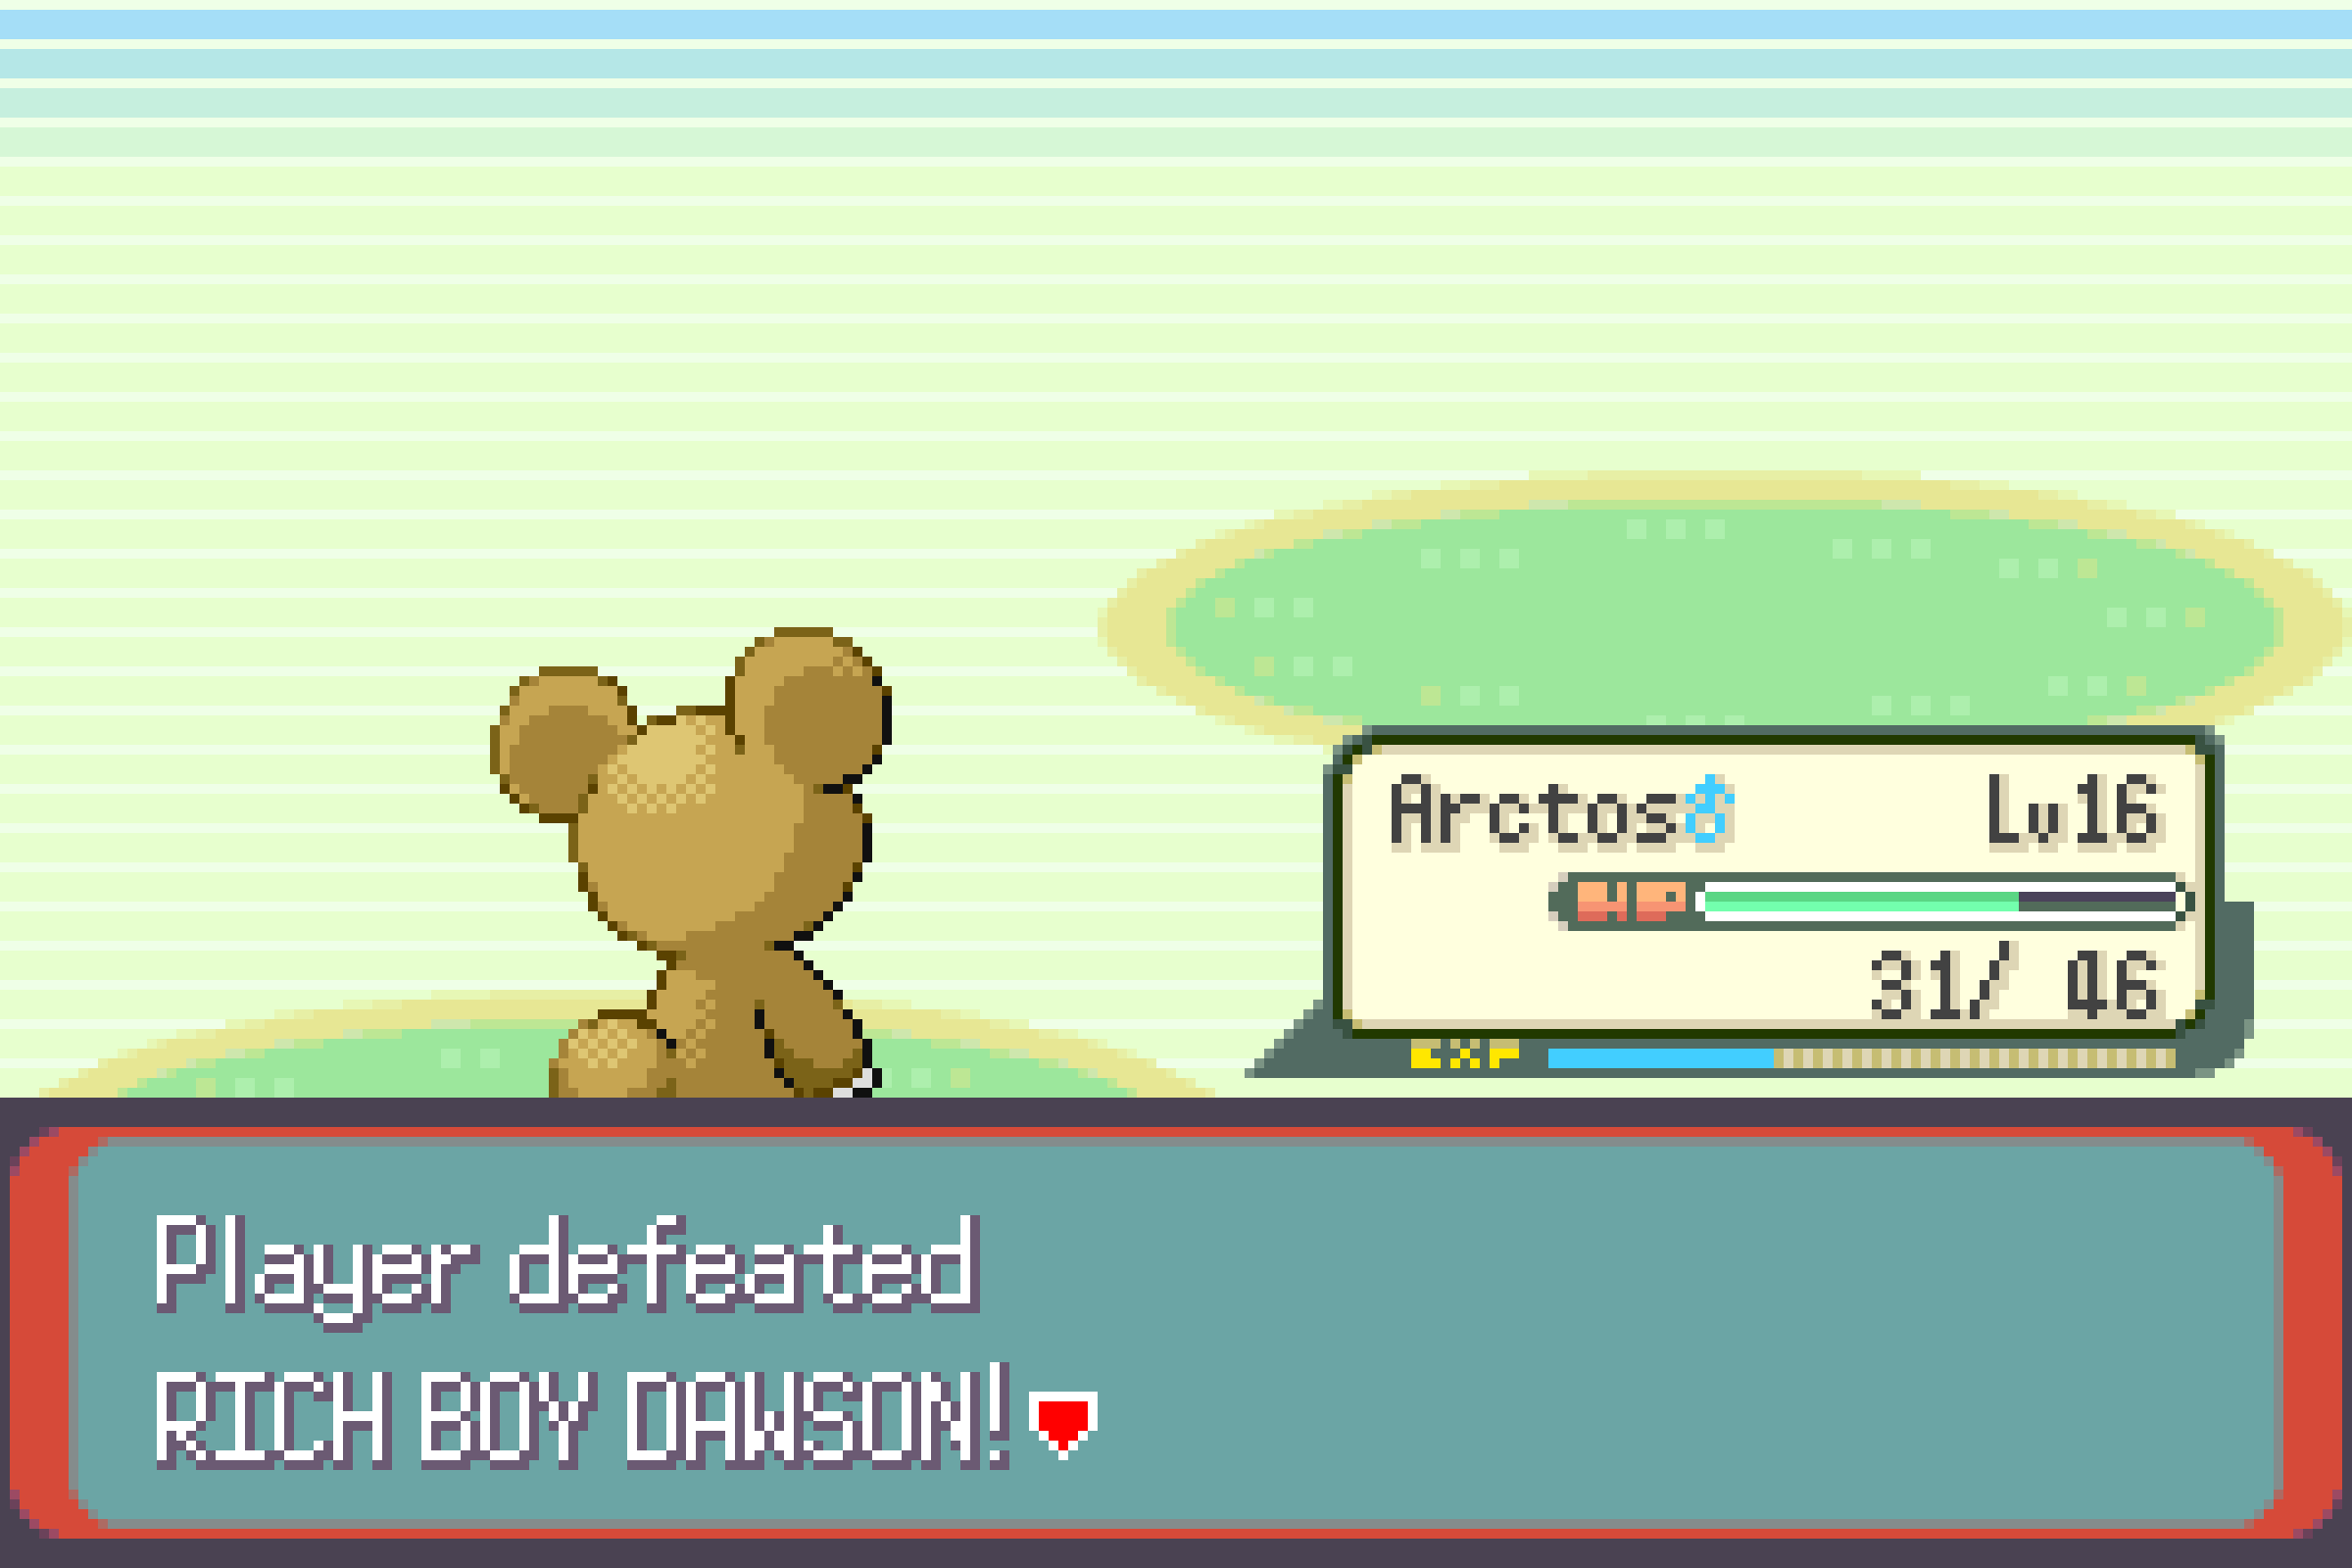 Arctos♂ Lv16
HP
31/ 46
EXP
Player defeated
RICH BOY DAWSON!